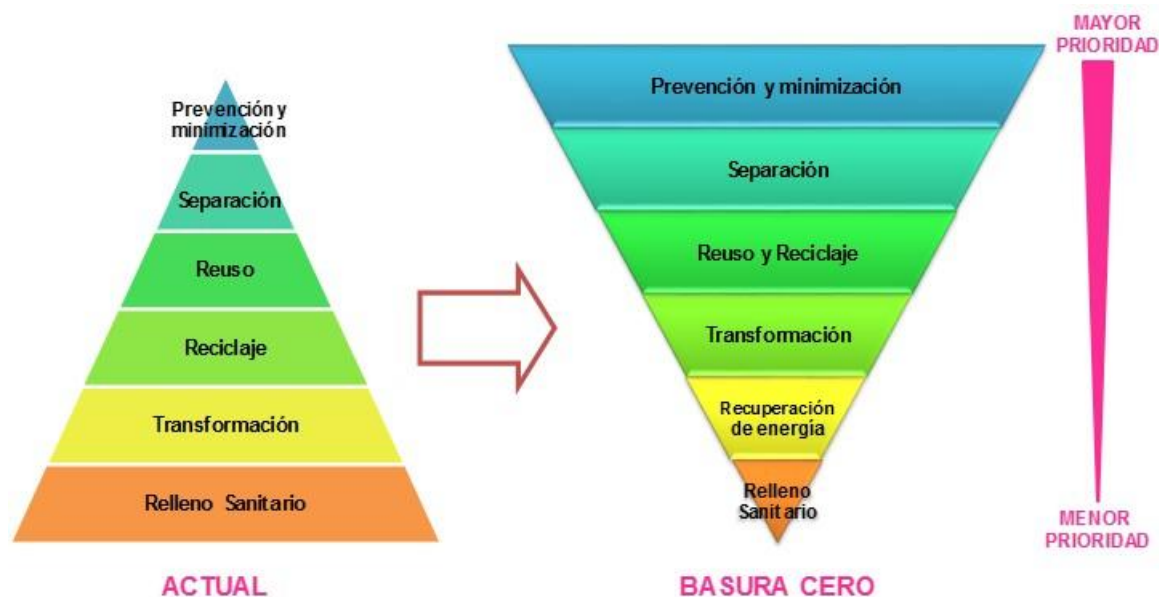 Prevención y
minimización
Separación
Reuso
Reciclaje
Transformación
Relleno Sanitario
ACTUAL
Prevención y minimización
Separación
Reuso y Reciclaje
Transformación
Recuperación
de energía
Relleno
Sanitario
BASURA CERO
MAYOR
PRIORIDAD
MENOR
PRIORIDAD